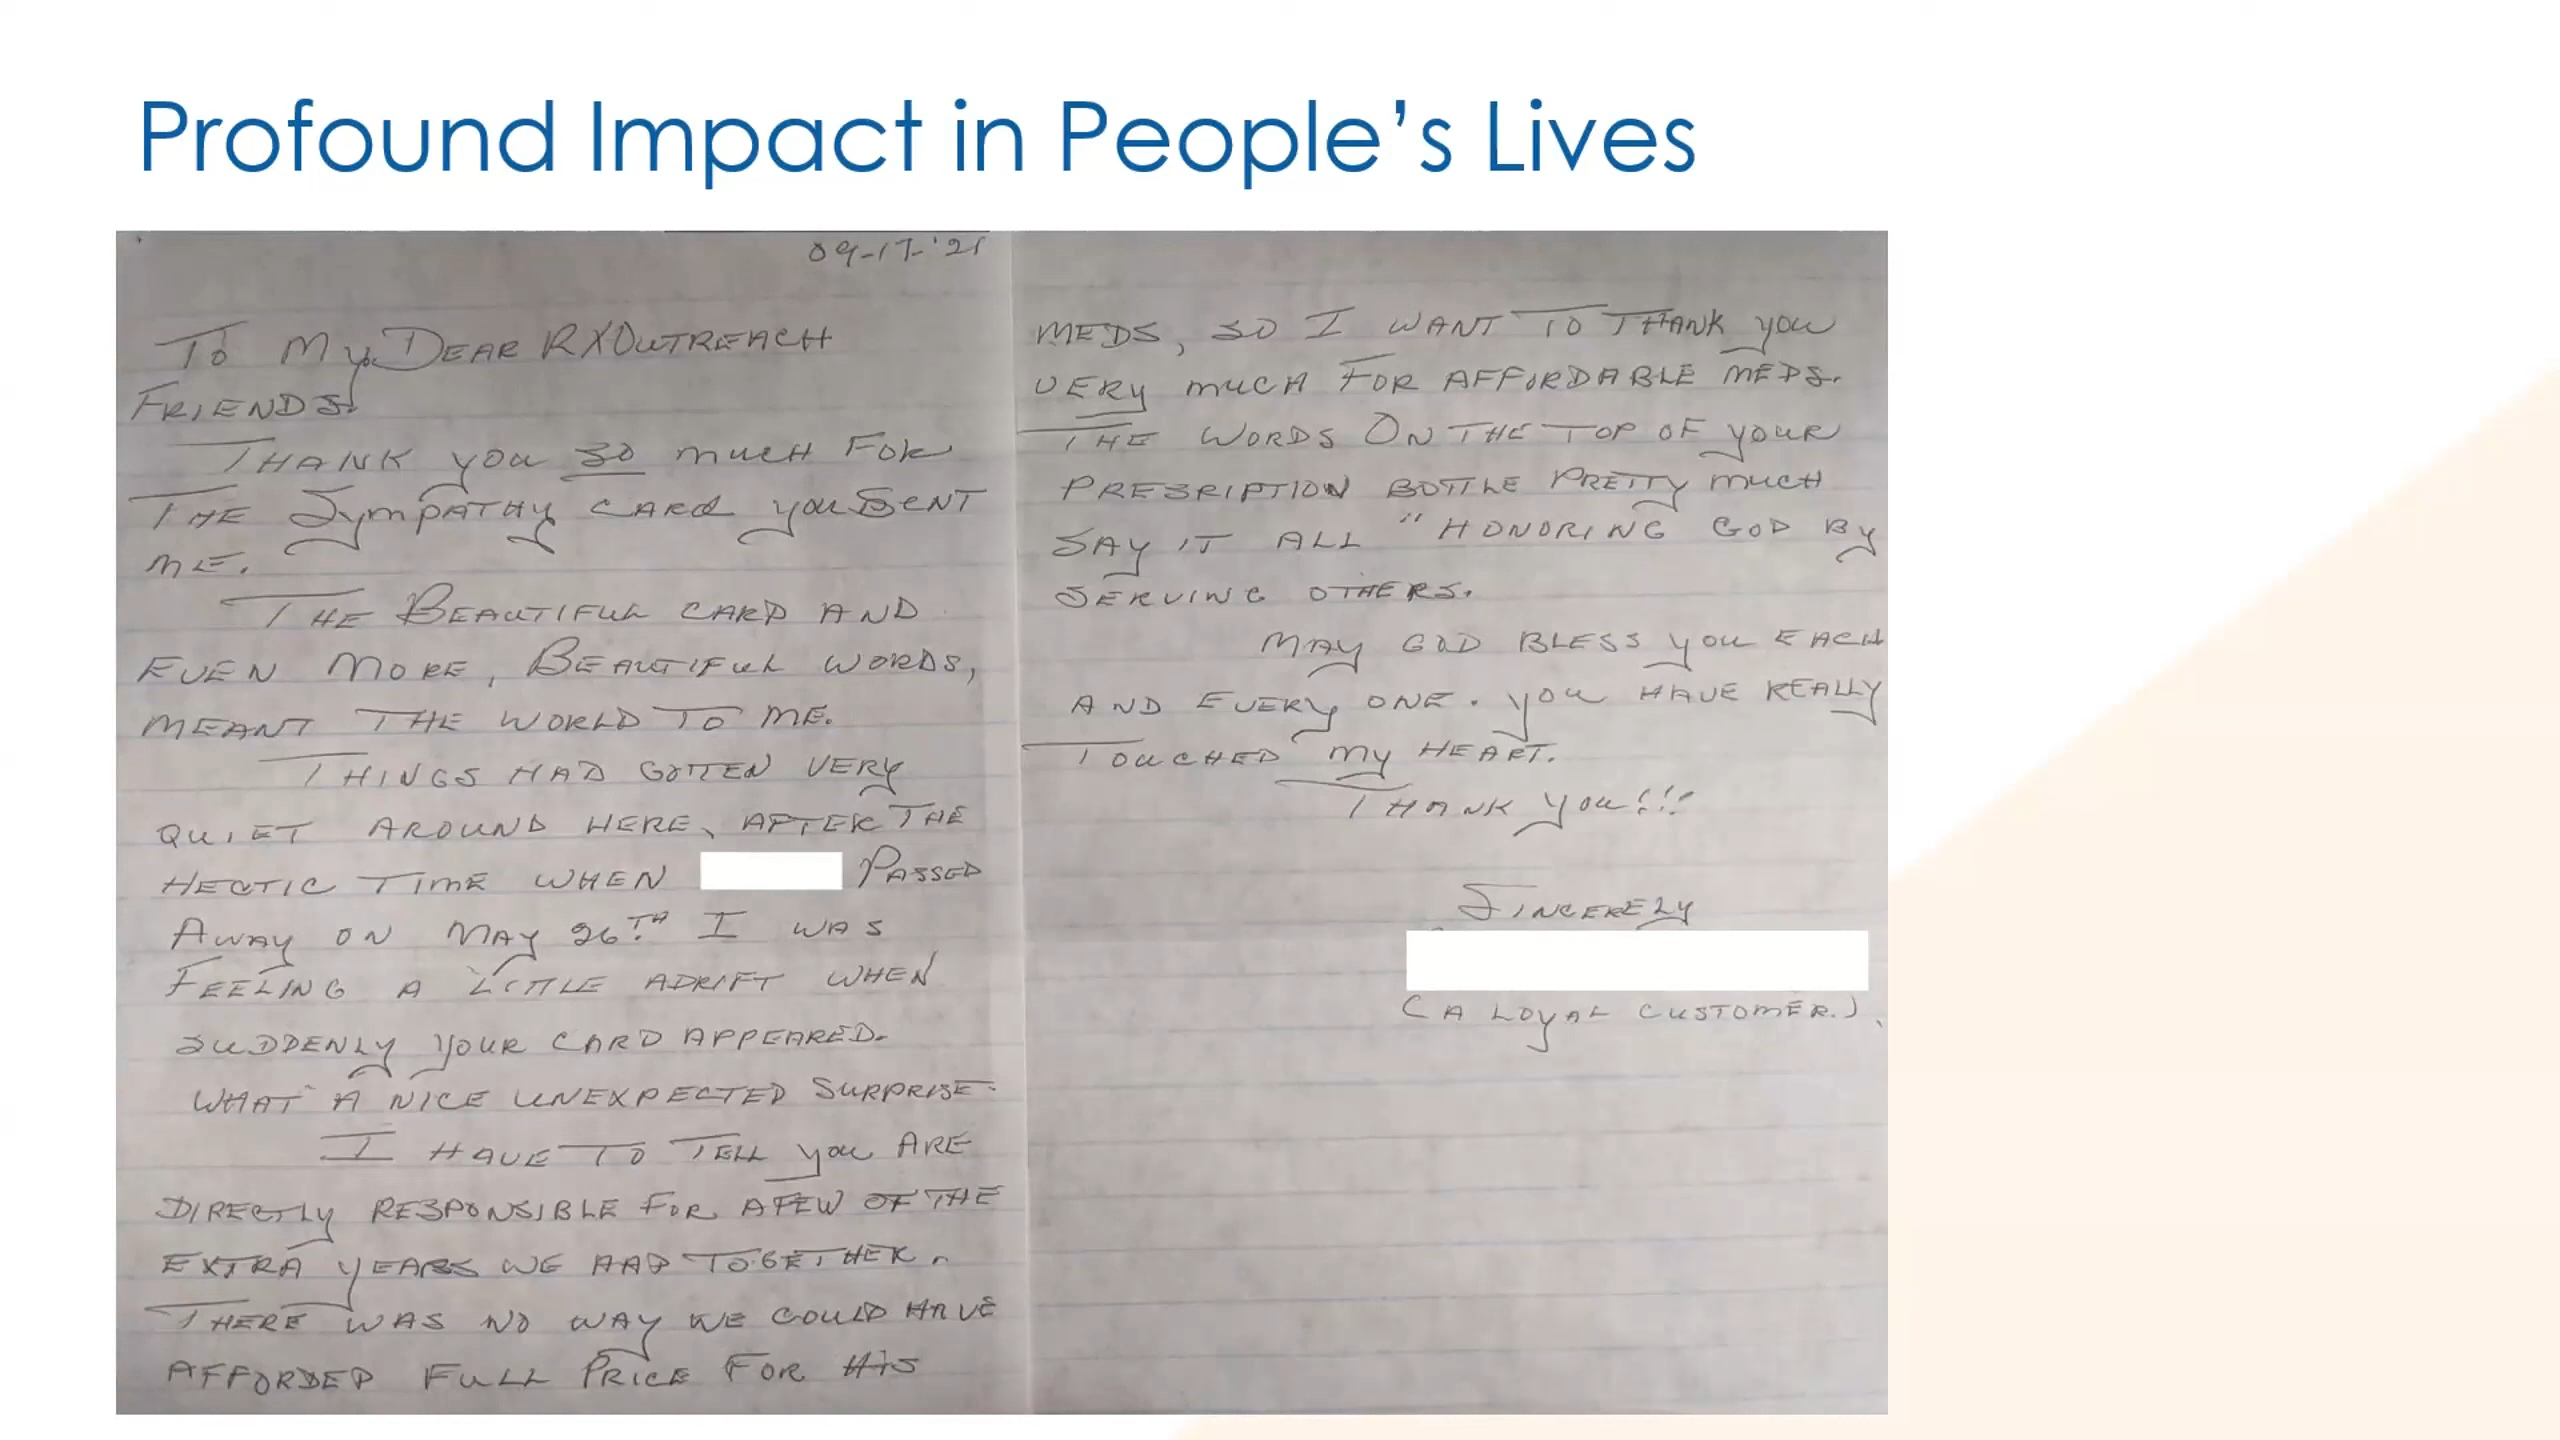 Profound Impact in People's Lives
09-17-'21
TO MY DEAR RXOUTREACH
FRIENDS.
THANK YOU SO MUCH FOR
THE SYMPATHY CARD YOU SENT
ME.
THE BEAUTIFUL CARD AND
EVEN MORE, BEAUTIFUL WORDS,
MEANT THE WORLD TO ME.
THINGS HAD GOTTEN VERY
QUIET AROUND HERE, AFTER THE
HECTIC TIME WHEN PASSED
AWAY ON MAY 26TH I WAS
FEELING A LITTLE ADRIFT WHEN
SUDDENLY YOUR CARD APPEARED.
WHAT A NICE UNEXPECTED SURPRISE.
I HAVE TO TELL YOU ARE
DIRECTLY RESPONSIBLE FOR A FEW OF THE
EXTRA YEARS WE HAD TOGETHER.
THERE WAS NO WAY WE COULD HAVE
AFFORDED FULL PRICE FOR HIS
MEDS, SO I WANT TO THANK YOU
VERY MUCH FOR AFFORDABLE MEDS.
THE WORDS ON THE TOP OF YOUR
PRESRIPTION BOTTLE PRETTY MUCH
SAY IT ALL "HONORING GOD BY
SERVING OTHERS.
MAY GOD BLESS YOU EACH
AND EVERY ONE. YOU HAVE REALLY
TOUCHED MY HEART.
THANK YOU!!!
SINCERELY
(A LOYAL CUSTOMER.)